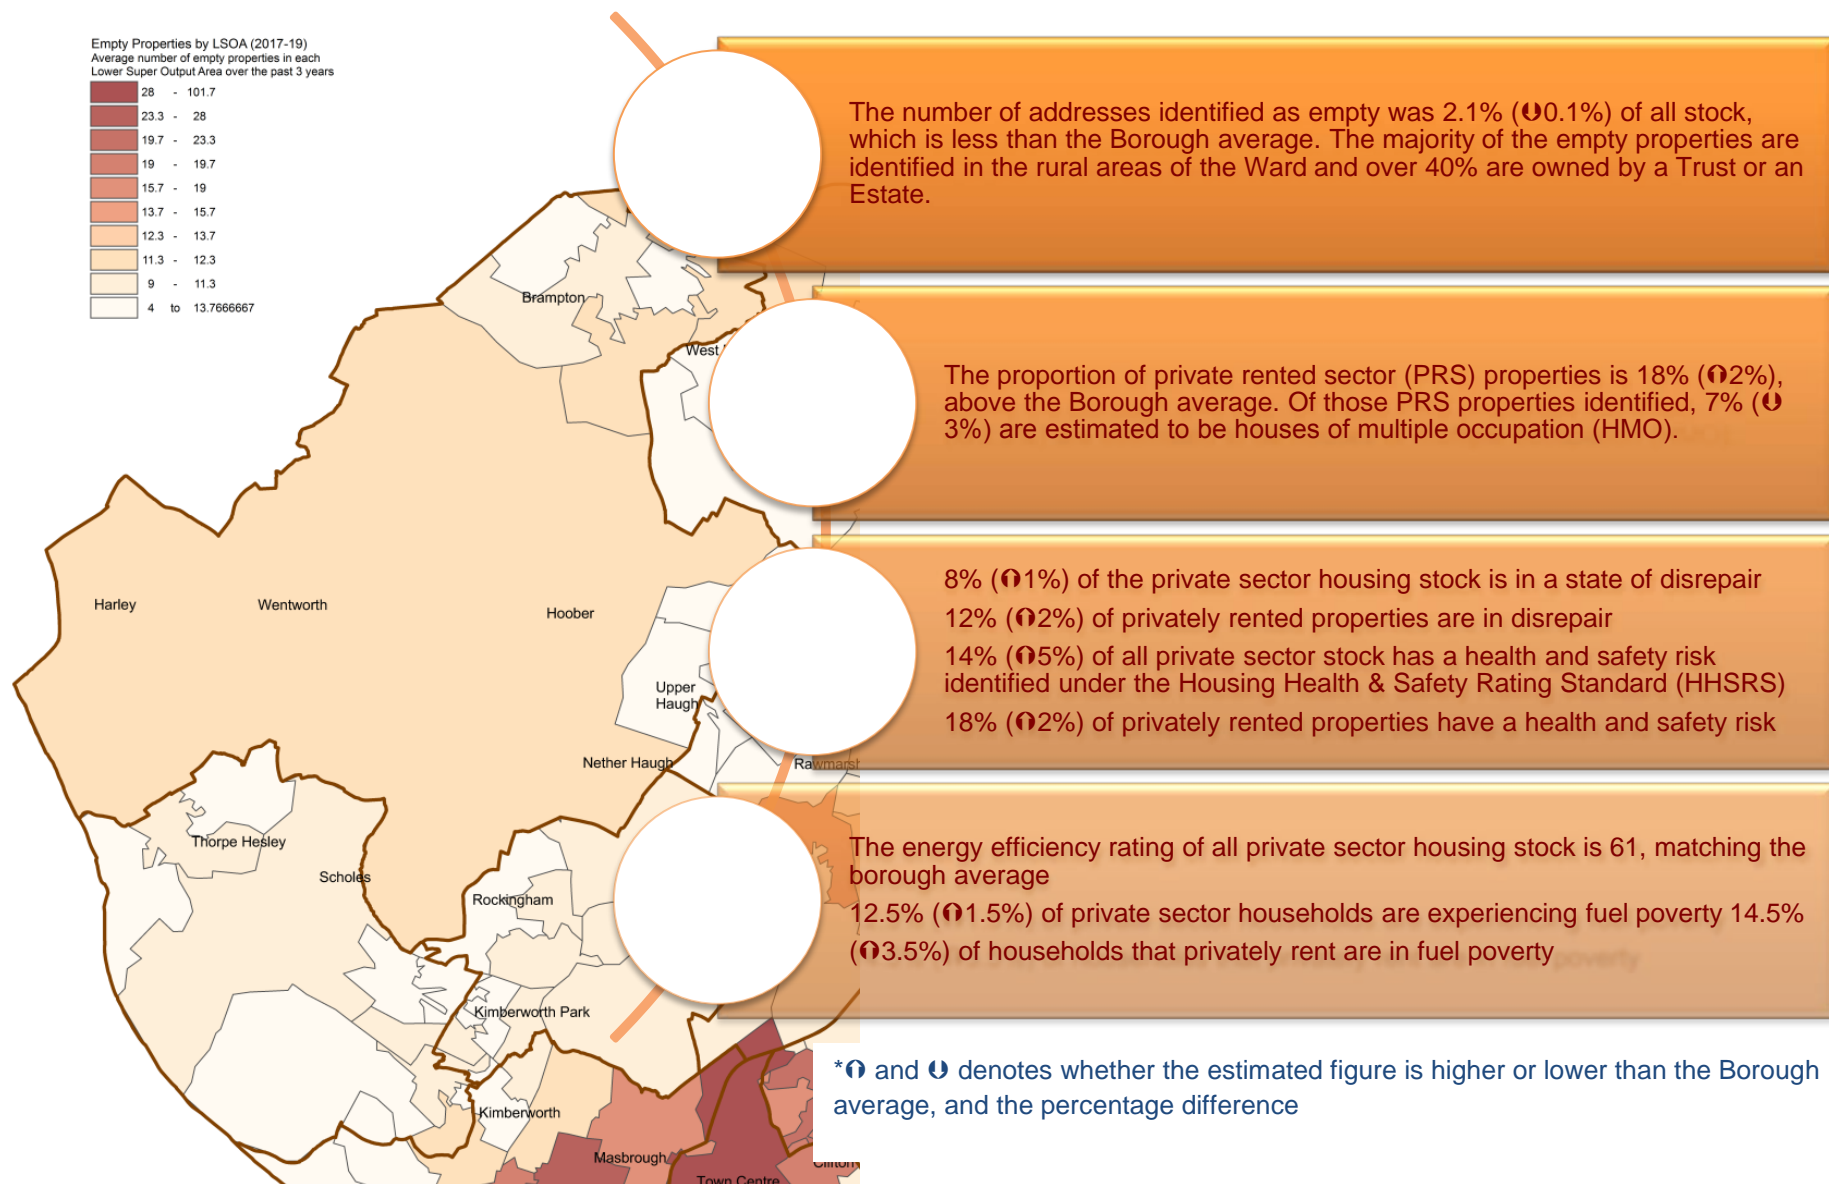 Empty Properties by LSOA (2017-19)
Average number of empty properties in each
Lower Super Output Area over the past 3 years
28 - 101.7
23.3 - 28
19.7 - 23.3
19 - 19.7
15.7 - 19
13.7 - 15.7
12.3 - 13.7
11.3 - 12.3
9 - 11.3
4 to 13.7666667
The number of addresses identified as empty was 2.1% (⮋0.1%) of all stock,
which is less than the Borough average. The majority of the empty properties are
identified in the rural areas of the Ward and over 40% are owned by a Trust or an
Estate.
Brampton
West
The proportion of private rented sector (PRS) properties is 18% (⮉2%),
above the Borough average. Of those PRS properties identified, 7% (⮋
3%) are estimated to be houses of multiple occupation (HMO).
Harley
Wentworth
Hoober
Upper
Haugh
Nether Haugh
Rawmarsh
8% (⮉1%) of the private sector housing stock is in a state of disrepair
12% (⮉2%) of privately rented properties are in disrepair
14% (⮉5%) of all private sector stock has a health and safety risk
identified under the Housing Health & Safety Rating Standard (HHSRS)
18% (⮉2%) of privately rented properties have a health and safety risk
Thorpe Hesley
Scholes
Rockingham
The energy efficiency rating of all private sector housing stock is 61, matching the
borough average
12.5% (⮉1.5%) of private sector households are experiencing fuel poverty 14.5%
(⮉3.5%) of households that privately rent are in fuel poverty
Kimberworth Park
Kimberworth
Masbrough
Town Centre
Clifton
*⮉ and ⮋ denotes whether the estimated figure is higher or lower than the Borough
average, and the percentage difference